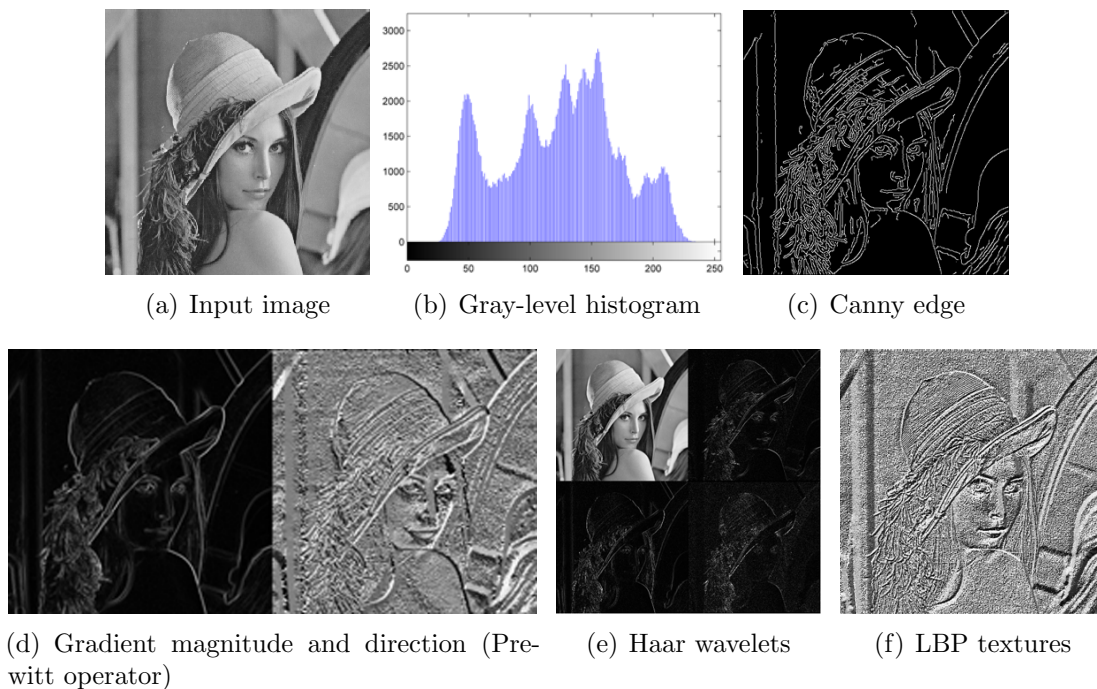 3000
2500
2000
1500
1000
500
0
0 50 100 150 200 250
(a) Input image
(b) Gray-level histogram
(c) Canny edge
(d) Gradient magnitude and direction (Pre-
witt operator)
(e) Haar wavelets
(f) LBP textures